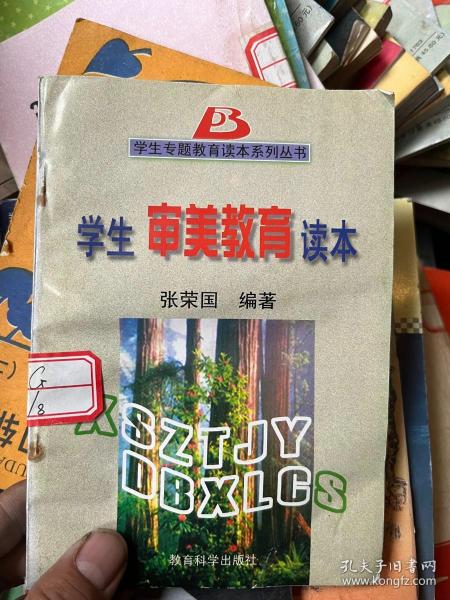 学生专题教育读本系列丛书
学生 审美教育 读本
张荣国 编著
XSZTJY
DBXLCS
教育科学出版社
G
18
孔夫子旧书网
www.kongfz.com